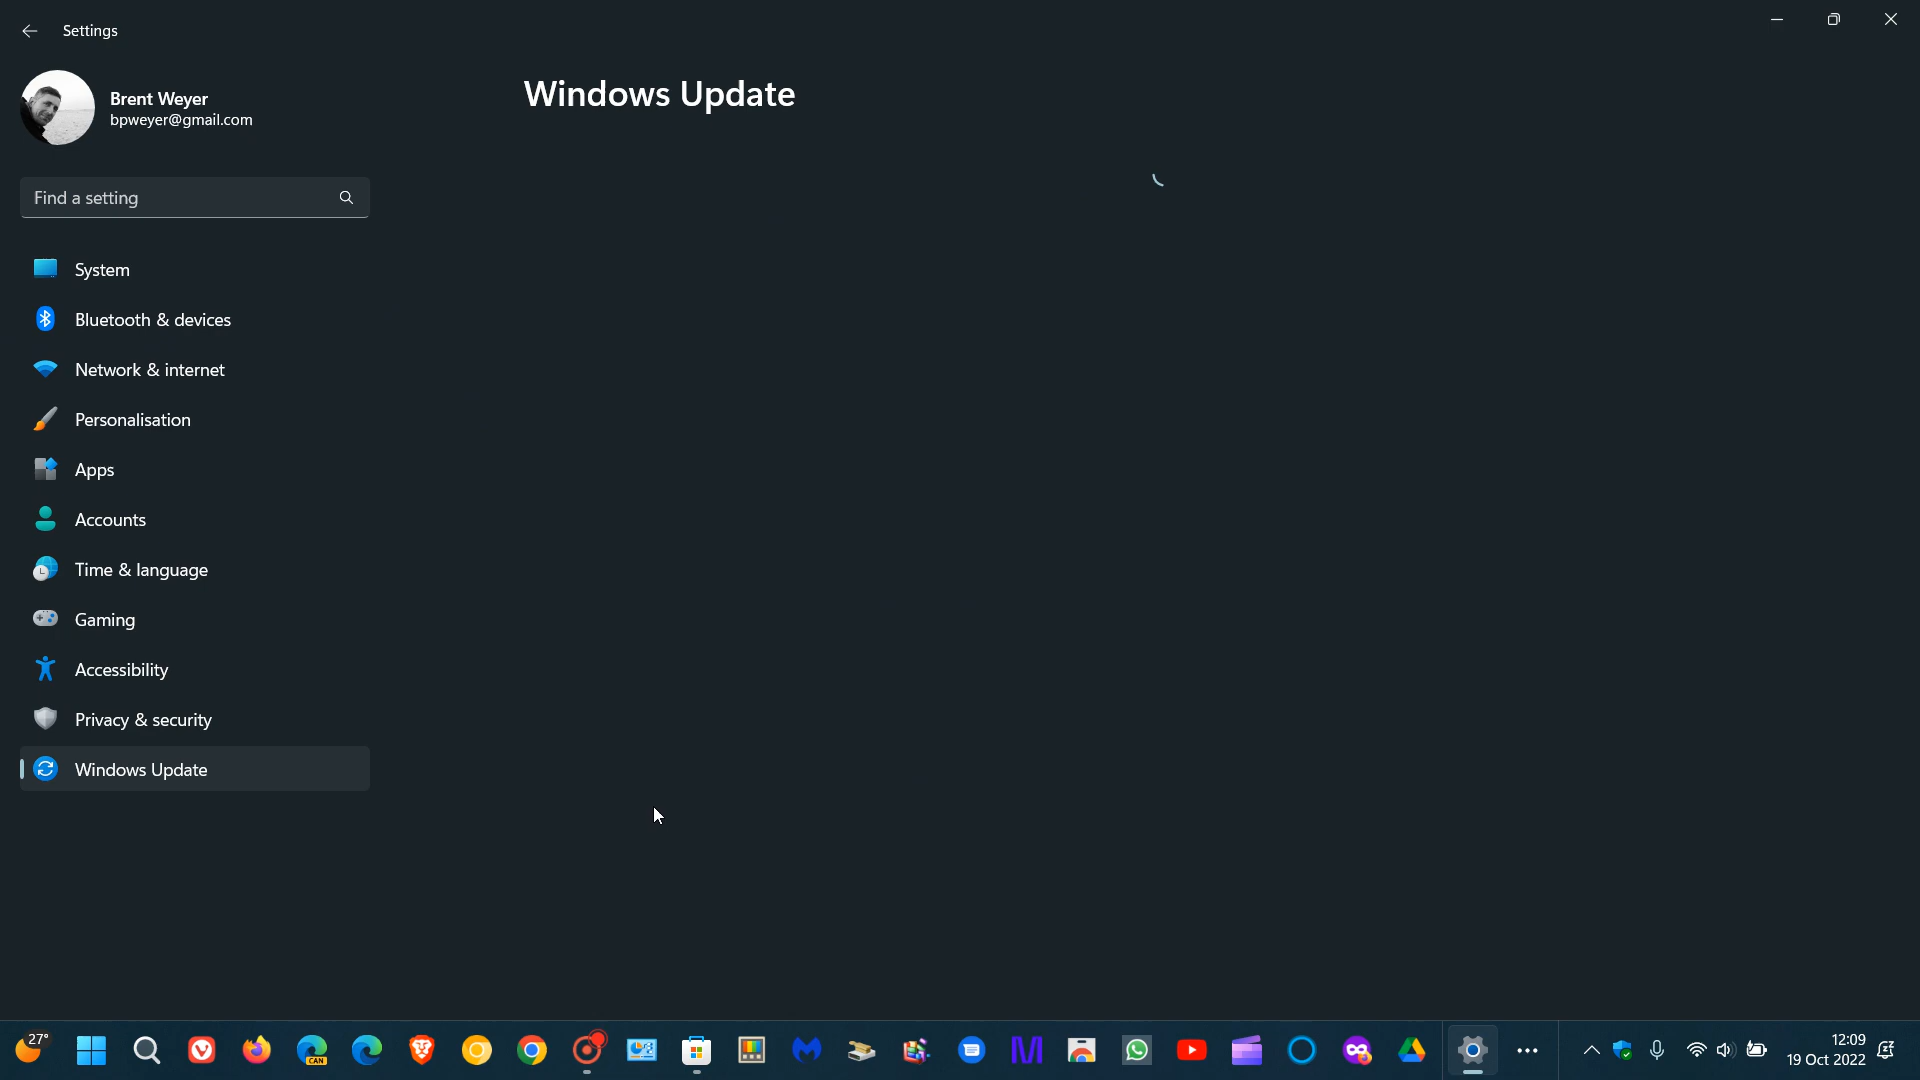 Settings
Brent Weyer
bpweyer@gmail.com
Windows Update
Find a setting
System
Bluetooth & devices
Network & internet
Personalisation
Apps
Accounts
Time & language
Gaming
Accessibility
Privacy & security
Windows Update
27°
CAN
12:09
19 Oct 2022